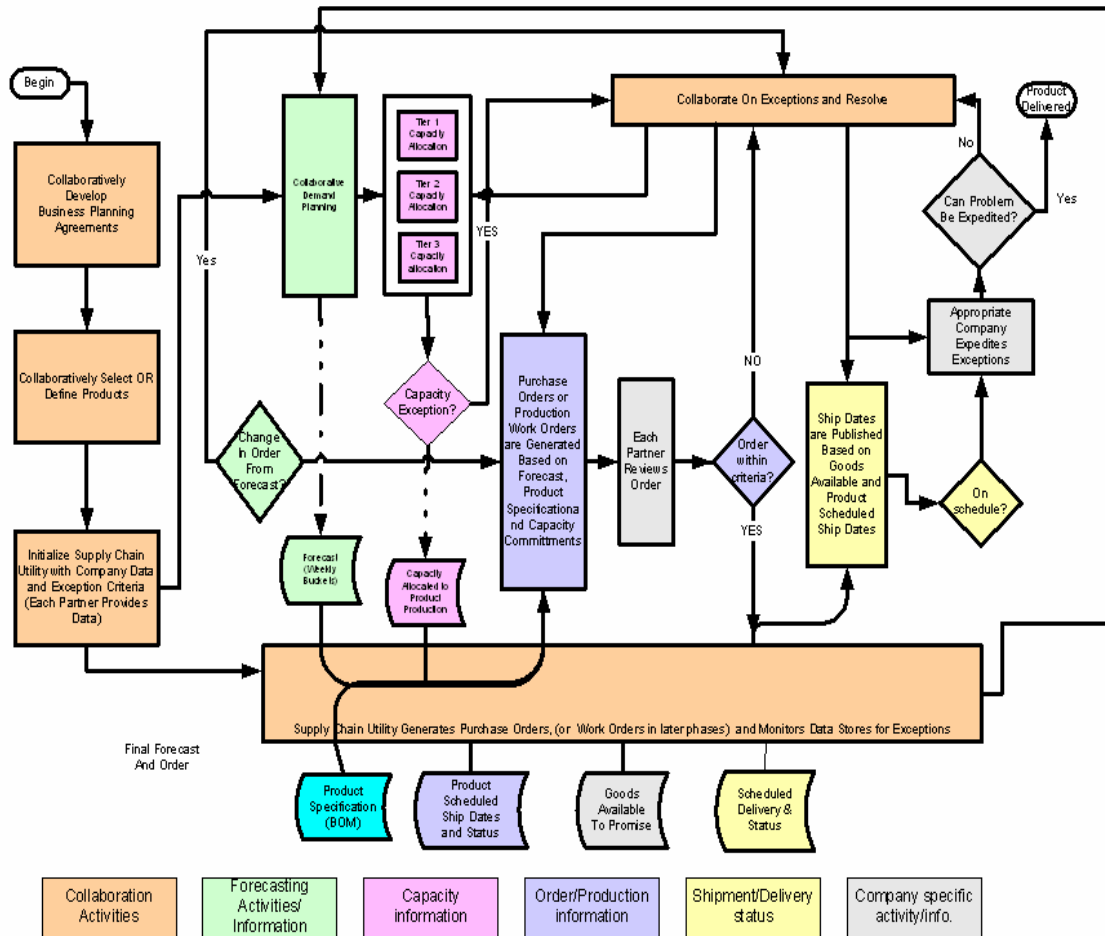 Begin
Collaboratively
Develop
Business Planning
Agreements
Collaboratively Select OR
Define Products
Initialize Supply Chain
Utility with Company Data
and Exception Criteria
(Each Partner Provides
Data)
Yes
Collaborative
Demand
Planning
Tier 1
Capacity
Allocation
Tier 2
Capacity
Allocation
Tier 3
Capacity
allocation
YES
Collaborate On Exceptions and Resolve
Product
Delivered
No
Can Problem
Be Expedited?
Yes
Appropriate
Company
Expedites
Exceptions
Change
In Order
From
Forecast?
Capacity
Exception?
Purchase
Orders or
Production
Work Orders
are Generated
Based on
Forecast,
Product
Specificationa
nd Capacity
Committments
Each
Partner
Reviews
Order
NO
Order
within
criteria?
YES
Ship Dates
are Published
Based on
Goods
Available and
Product
Scheduled
Ship Dates
On
schedule?
Forecast
(Weekly
Buckets)
Capacity
Allocated to
Product
Production
Supply Chain Utility Generates Purchase Orders, (or Work Orders in later phases) and Monitors Data Stores for Exceptions
Final Forecast
And Order
Product
Specification
(BOM)
Product
Scheduled
Ship Dates
and Status
Goods
Available
To Promise
Scheduled
Delivery &
Status
Collaboration
Activities
Forecasting
Activities/
Information
Capacity
information
Order/Production
information
Shipment/Delivery
status
Company specific
activity/info.